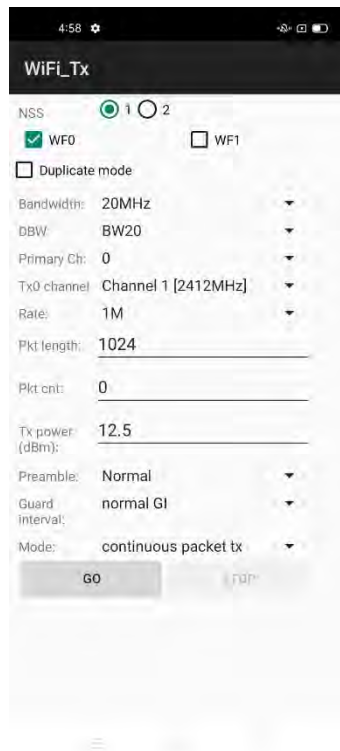 4:58
WiFi_Tx
NSS 1 2
WF0 WF1
Duplicate mode
Bandwidth: 20MHz
DBW: BW20
Primary Ch: 0
Tx0 channel Channel 1 [2412MHz]
Rate: 1M
Pkt length: 1024
Pkt cnt: 0
Tx power 12.5
(dBm):
Preamble: Normal
Guard normal GI
interval:
Mode: continuous packet tx
GO